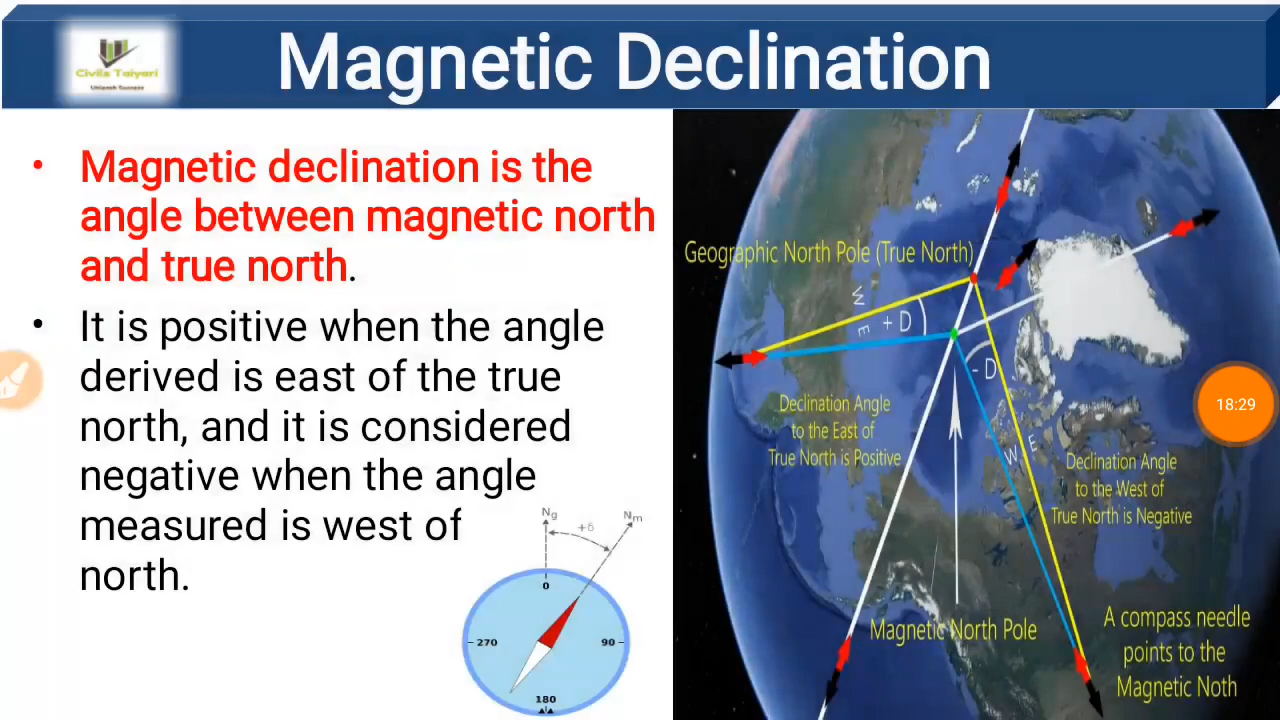 Civils Taiyari
Unleash Success
Magnetic Declination
• Magnetic declination is the
angle between magnetic north
and true north.
• It is positive when the angle
derived is east of the true
north, and it is considered
negative when the angle
measured is west of
north.
Ng
+δ
Nm
0
270
90
180
Geographic North Pole (True North)
W
E
+ D
- D
Declination Angle
to the East of
True North is Positive
W
E
Declination Angle
to the West of
True North is Negative
Magnetic North Pole
A compass needle
points to the
Magnetic Noth
18:29